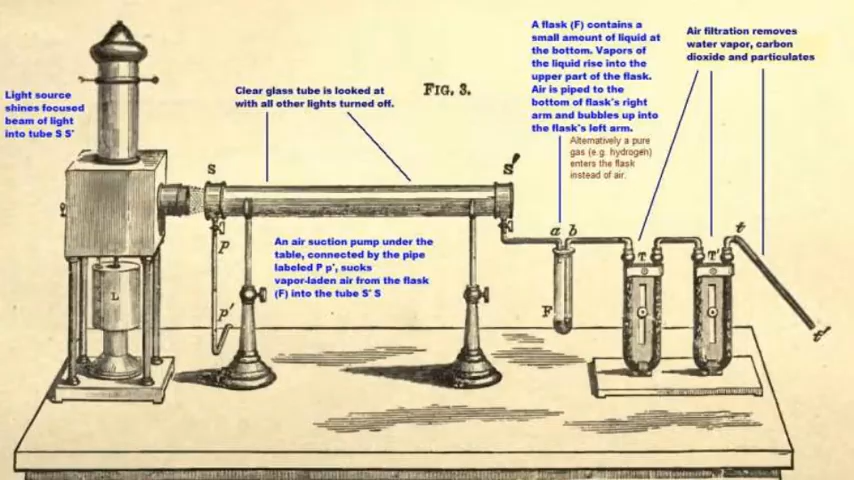 Light source
shines focused
beam of light
into tube S S'
Clear glass tube is looked at
with all other lights turned off.
FIG. 3.
A flask (F) contains a
small amount of liquid at
the bottom. Vapors of
the liquid rise into the
upper part of the flask.
Air is piped to the
bottom of flask's right
arm and bubbles up into
the flask's left arm.
Alternatively a pure
gas (e.g. hydrogen)
enters the flask
instead of air.
Air filtration removes
water vapor, carbon
dioxide and particulates
S
S'
An air suction pump under the
table, connected by the pipe
labeled P p', sucks
vapor-laden air from the flask
(F) into the tube S' S
p
p'
L
a b
F
T
T'
t
t'